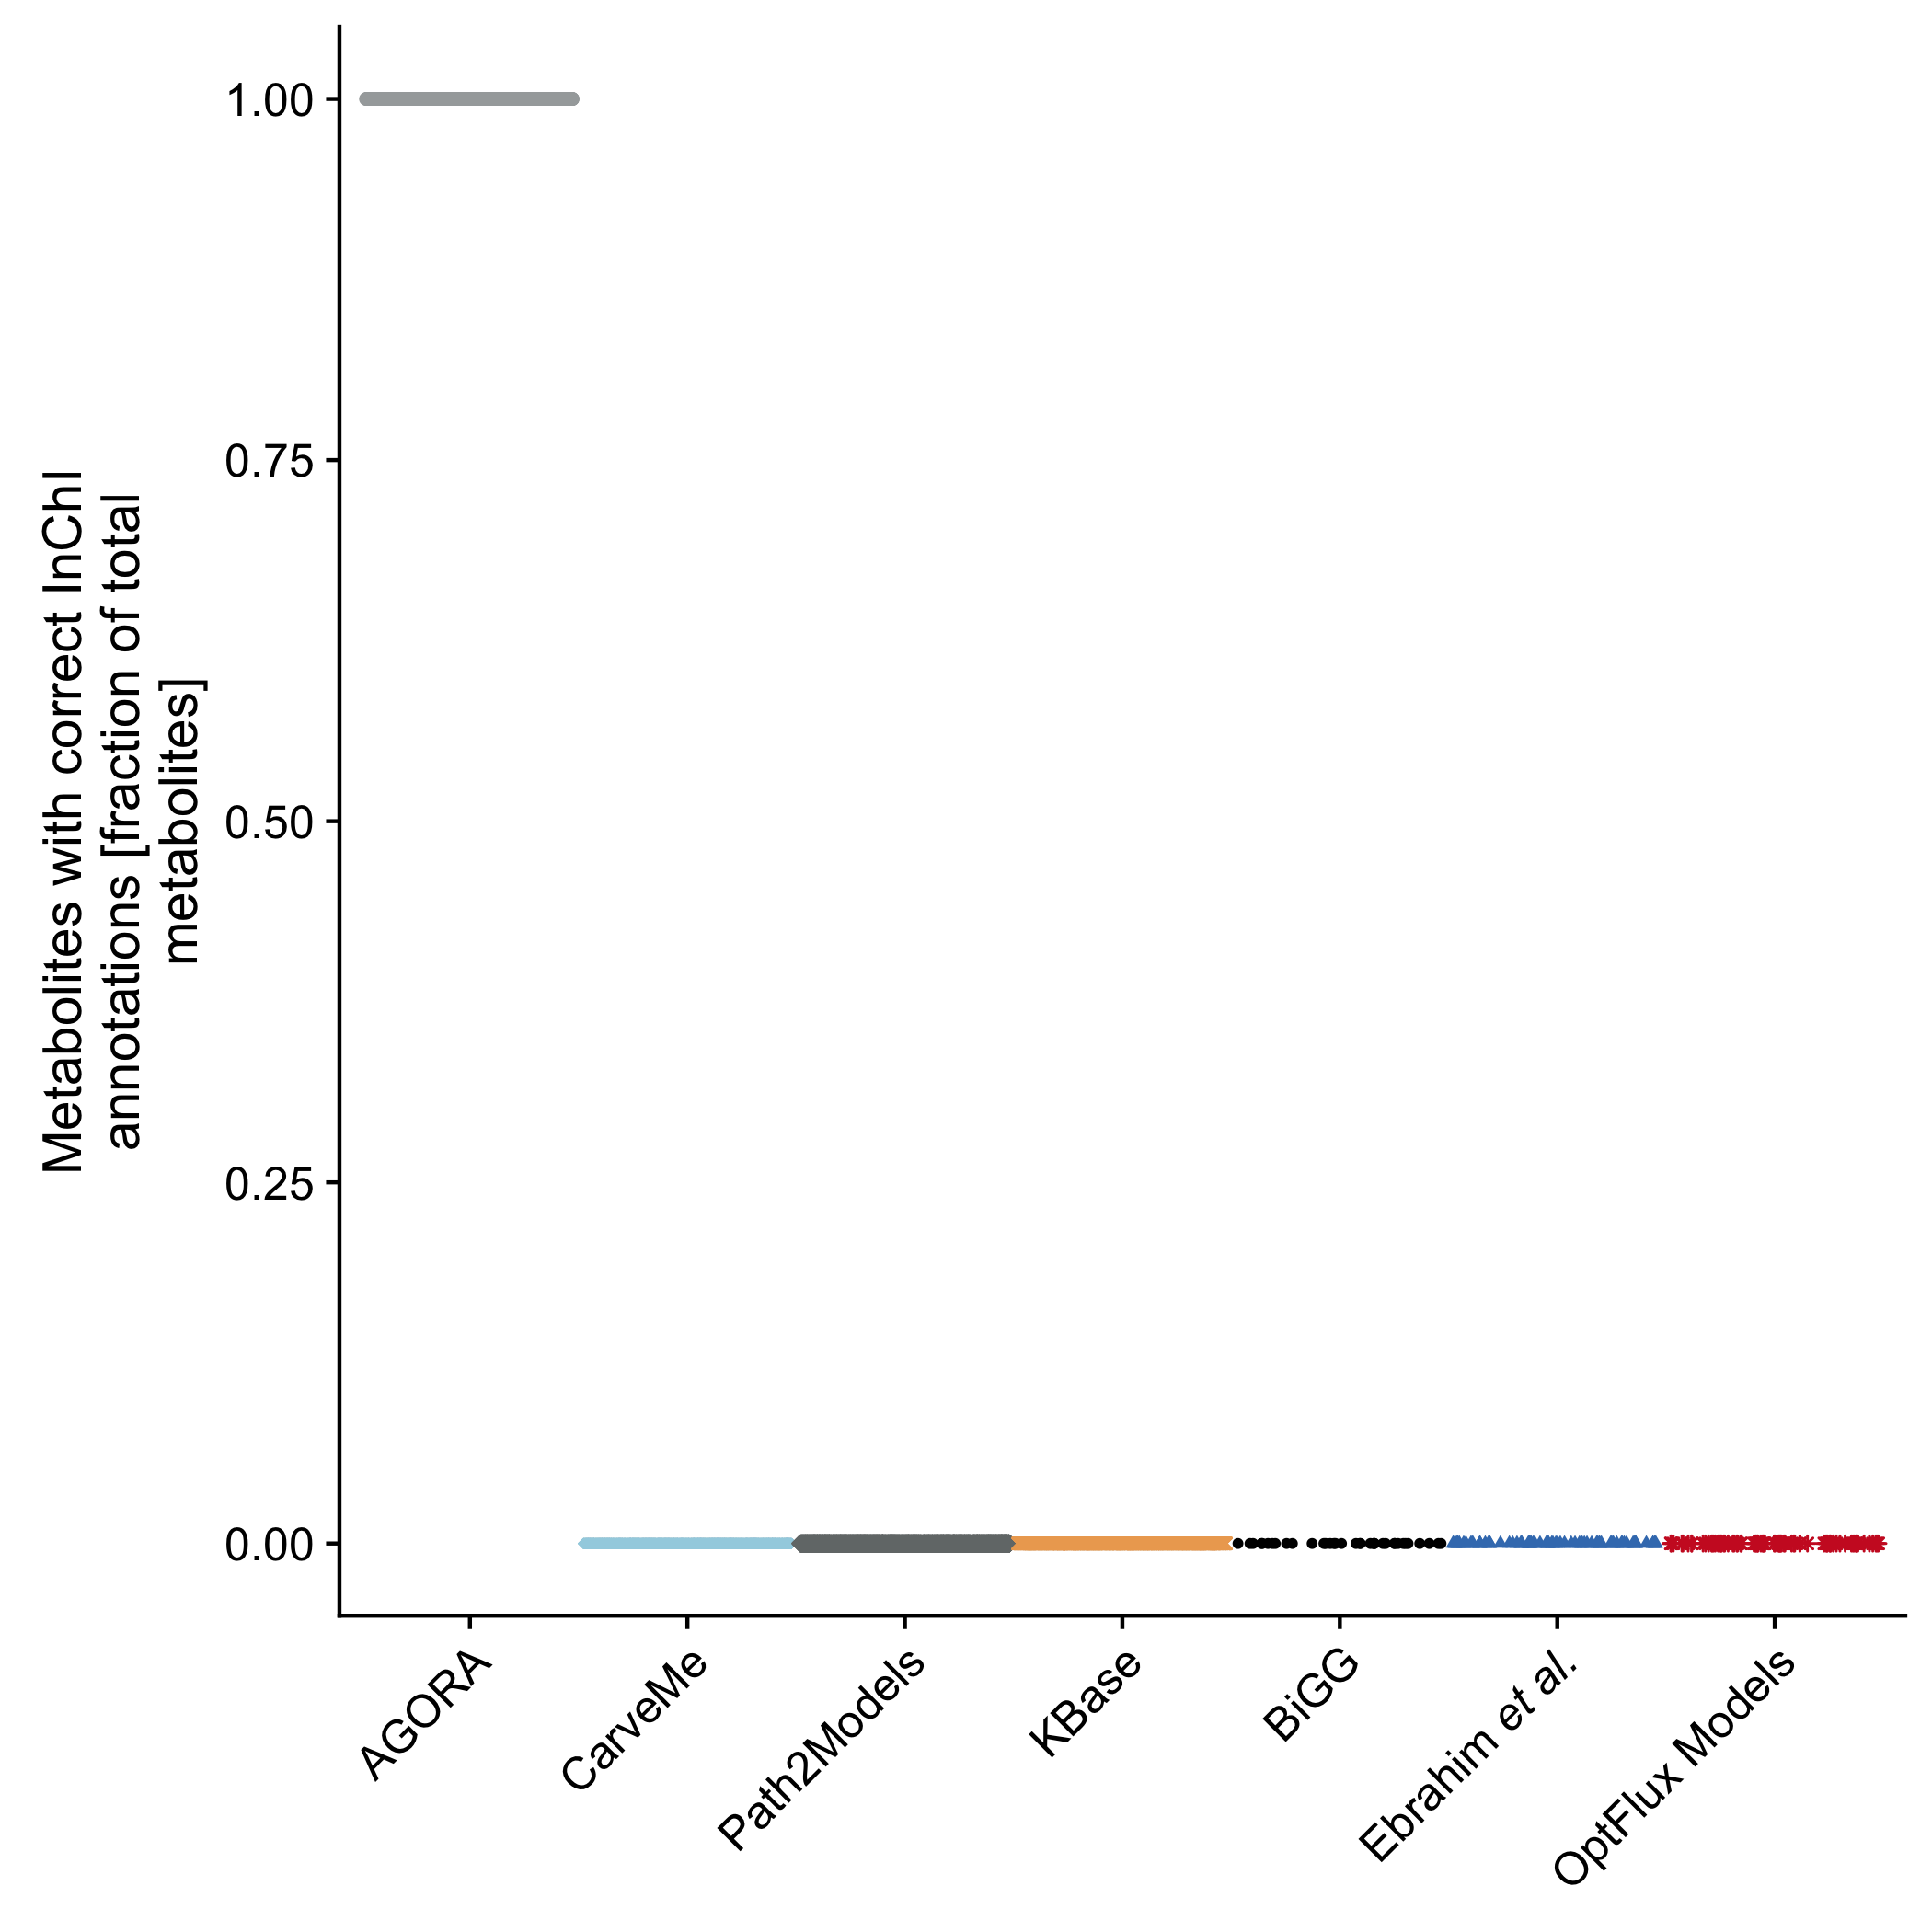 Metabolites with correct InChI
annotations [fraction of total
metabolites]
1.00
0.75
0.50
0.25
0.00
AGORA
CarveMe
Path2Models
KBase
BiGG
Ebrahim et al.
OptFlux Models